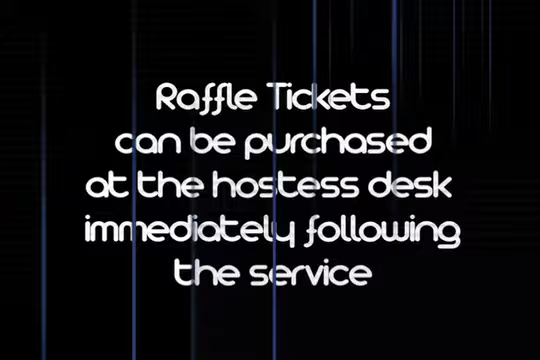 Raffle Tickets
can be purchased
at the hostess desk
immediately following
the service